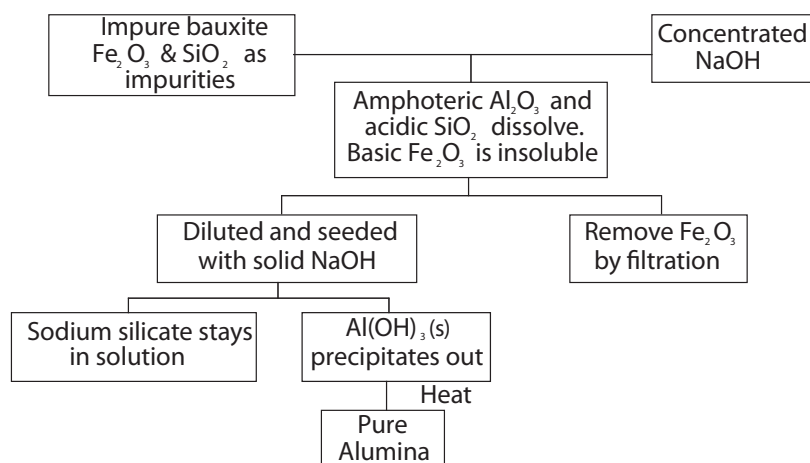 Impure bauxite
Fe₂O₃ & SiO₂ as
impurities
Concentrated
NaOH
Amphoteric Al₂O₃ and
acidic SiO₂ dissolve.
Basic Fe₂O₃ is insoluble
Diluted and seeded
with solid NaOH
Remove Fe₂O₃
by filtration
Sodium silicate stays
in solution
Al(OH)₃(s)
precipitates out
Heat
Pure
Alumina